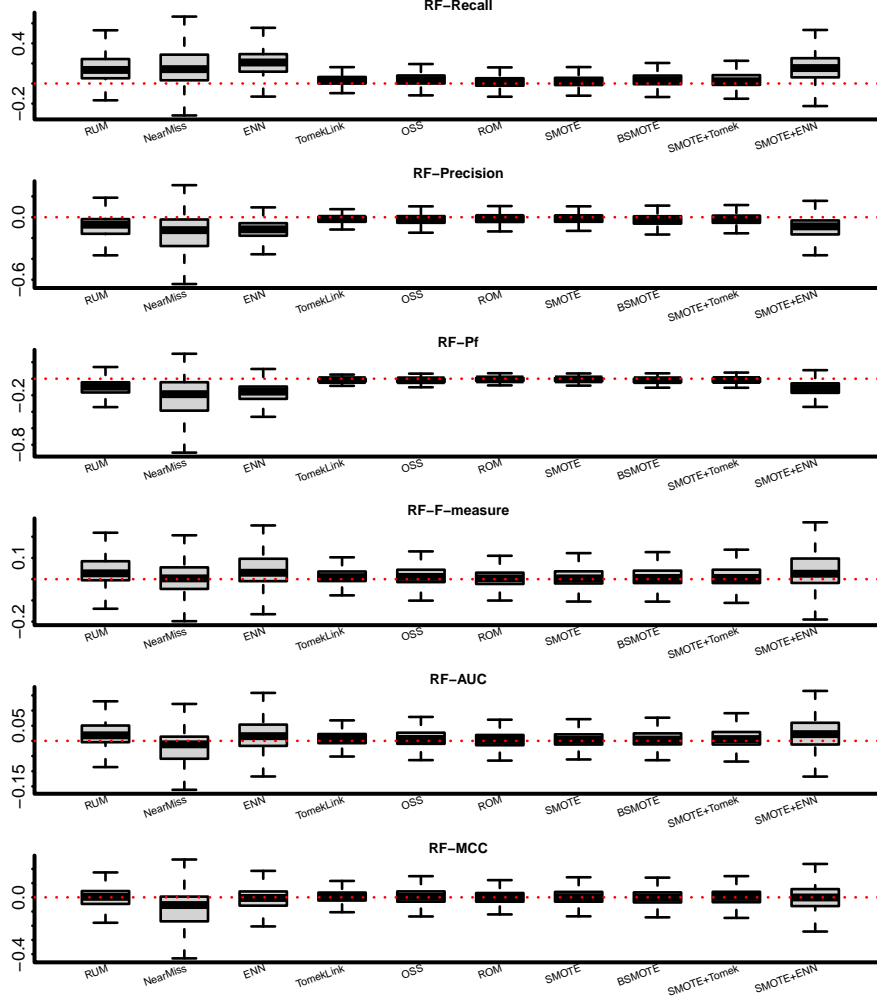 RF−Recall
0.4
−0.2
RUM NearMiss ENN TomekLink OSS ROM SMOTE BSMOTE SMOTE+Tomek SMOTE+ENN
RF−Precision
0.0
−0.6
RUM NearMiss ENN TomekLink OSS ROM SMOTE BSMOTE SMOTE+Tomek SMOTE+ENN
RF−Pf
−0.2
−0.8
RUM NearMiss ENN TomekLink OSS ROM SMOTE BSMOTE SMOTE+Tomek SMOTE+ENN
RF−F−measure
0.1
−0.2
RUM NearMiss ENN TomekLink OSS ROM SMOTE BSMOTE SMOTE+Tomek SMOTE+ENN
RF−AUC
0.05
−0.15
RUM NearMiss ENN TomekLink OSS ROM SMOTE BSMOTE SMOTE+Tomek SMOTE+ENN
RF−MCC
0.0
−0.4
RUM NearMiss ENN TomekLink OSS ROM SMOTE BSMOTE SMOTE+Tomek SMOTE+ENN